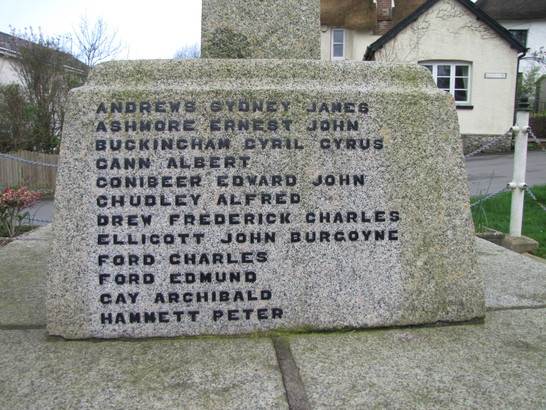 ANDREWS SYDNEY JAMES
ASHMORE ERNEST JOHN
BUCKINGHAM CYRIL CYRUS
CANN ALBERT
CONIBEER EDWARD JOHN
CHUDLEY ALFRED
DREW FREDERICK CHARLES
ELLICOTT JOHN BURGOYNE
FORD CHARLES
FORD EDMUND
GAY ARCHIBALD
HAMMETT PETER